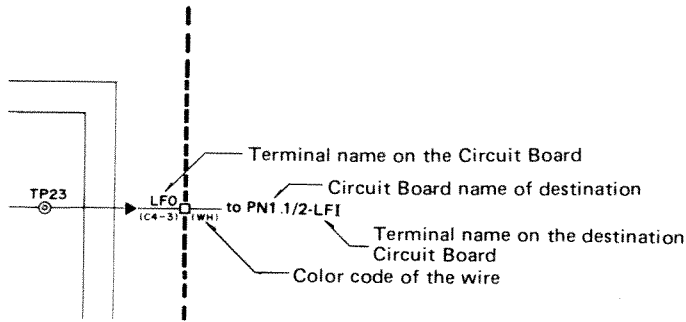 Terminal name on the Circuit Board
TP23
LFO
Circuit Board name of destination
(C4-3)
(WH)
to PN1.1/2-LFI
Terminal name on the destination
Circuit Board
Color code of the wire